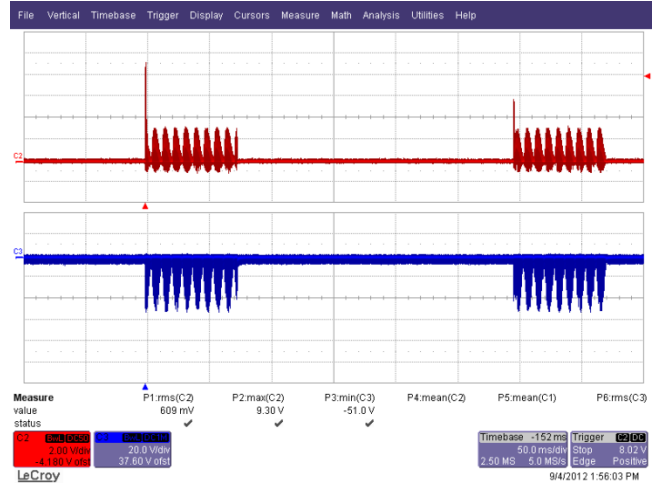 File Vertical Timebase Trigger Display Cursors Measure Math Analysis Utilities Help
C2
C3
Measure P1:rms(C2) P2:max(C2) P3:min(C3) P4:mean(C2) P5:mean(C1) P6:rms(C3)
value 609 mV 9.30 V -51.0 V
status
C2 BwL DC50
2.00 V/div
-4.180 V ofst
20.0 V/div
37.60 V ofst
Timebase -152 ms
50.0 ms/div
2.50 MS 5.0 MS/s
Trigger C2 DC
Stop 8.02 V
Edge Positive
LeCroy
9/4/2012 1:56:03 PM